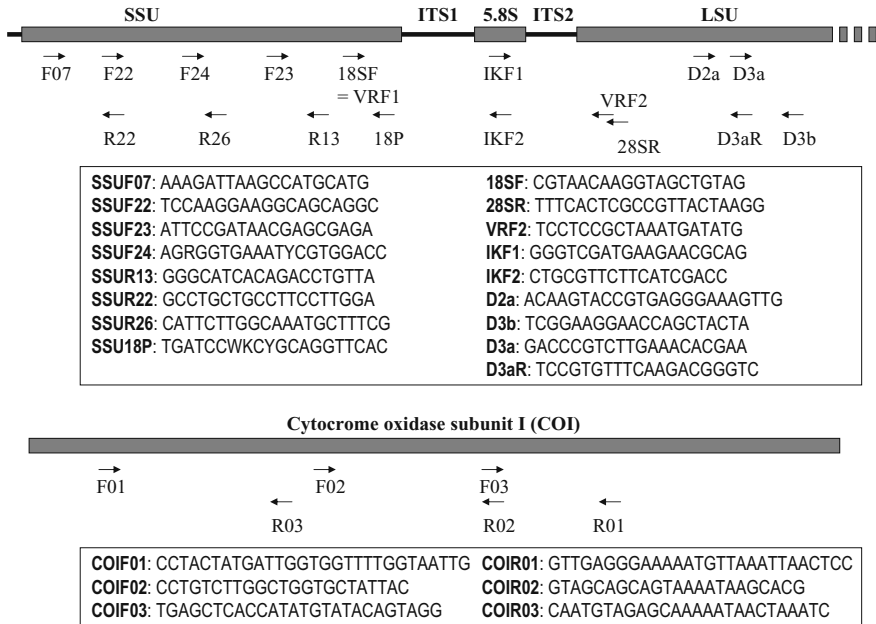 SSU ITS1 5.8S ITS2 LSU
F07 F22 F24 F23 18SF IKF1 D2a D3a
= VRF1 VRF2
R22 R26 R13 18P IKF2 28SR D3aR D3b
SSUF07: AAAGATTAAGCCATGCATG
SSUF22: TCCAAGGAAGGCAGCAGGC
SSUF23: ATTCCGATAACGAGCGAGA
SSUF24: AGRGGTGAAATYCGTGGACC
SSUR13: GGGCATCACAGACCTGTTA
SSUR22: GCCTGCTGCCTTCCTTGGA
SSUR26: CATTCTTGGCAAATGCTTTCG
SSU18P: TGATCCWKCYGCAGGTTCAC
18SF: CGTAACAAGGTAGCTGTAG
28SR: TTTCACTCGCCGTTACTAAGG
VRF2: TCCTCCGCTAAATGATATG
IKF1: GGGTCGATGAAGAACGCAG
IKF2: CTGCGTTCTTCATCGACC
D2a: ACAAGTACCGTGAGGGAAAGTTG
D3b: TCGGAAGGAACCAGCTACTA
D3a: GACCCGTCTTGAAACACGAA
D3aR: TCCGTGTTTCAAGACGGGTC
Cytocrome oxidase subunit I (COI)
F01 F02 F03
R03 R02 R01
COIF01: CCTACTATGATTGGTGGTTTTGGTAATTG
COIF02: CCTGTCTTGGCTGGTGCTATTAC
COIF03: TGAGCTCACCATATGTATACAGTAGG
COIR01: GTTGAGGGAAAAATGTTAAATTAACTCC
COIR02: GTAGCAGCAGTAAAATAAGCACG
COIR03: CAATGTAGAGCAAAAATAACTAAATC